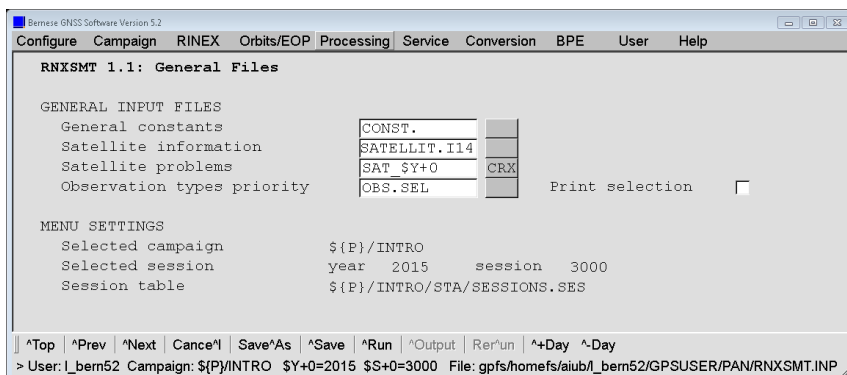 Bernese GNSS Software Version 5.2
Configure Campaign RINEX Orbits/EOP Processing Service Conversion BPE User Help
RNXSMT 1.1: General Files
GENERAL INPUT FILES
General constants CONST.
Satellite information SATELLIT.I14
Satellite problems SAT_$Y+0 CRX
Observation types priority OBS.SEL Print selection
MENU SETTINGS
Selected campaign ${P}/INTRO
Selected session year 2015 session 3000
Session table ${P}/INTRO/STA/SESSIONS.SES
^Top | ^Prev | ^Next | Cance^l | Save^As | ^Save | ^Run | ^Output | Rer^un | ^+Day ^-Day
> User: l_bern52 Campaign: ${P}/INTRO $Y+0=2015 $S+0=3000 File: gpfs/homefs/aiub/l_bern52/GPSUSER/PAN/RNXSMT.INP